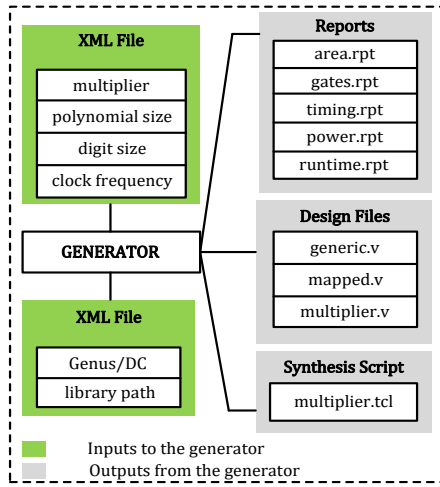 XML File
multiplier
polynomial size
digit size
clock frequency
GENERATOR
XML File
Genus/DC
library path
Reports
area.rpt
gates.rpt
timing.rpt
power.rpt
runtime.rpt
Design Files
generic.v
mapped.v
multiplier.v
Synthesis Script
multiplier.tcl
Inputs to the generator
Outputs from the generator